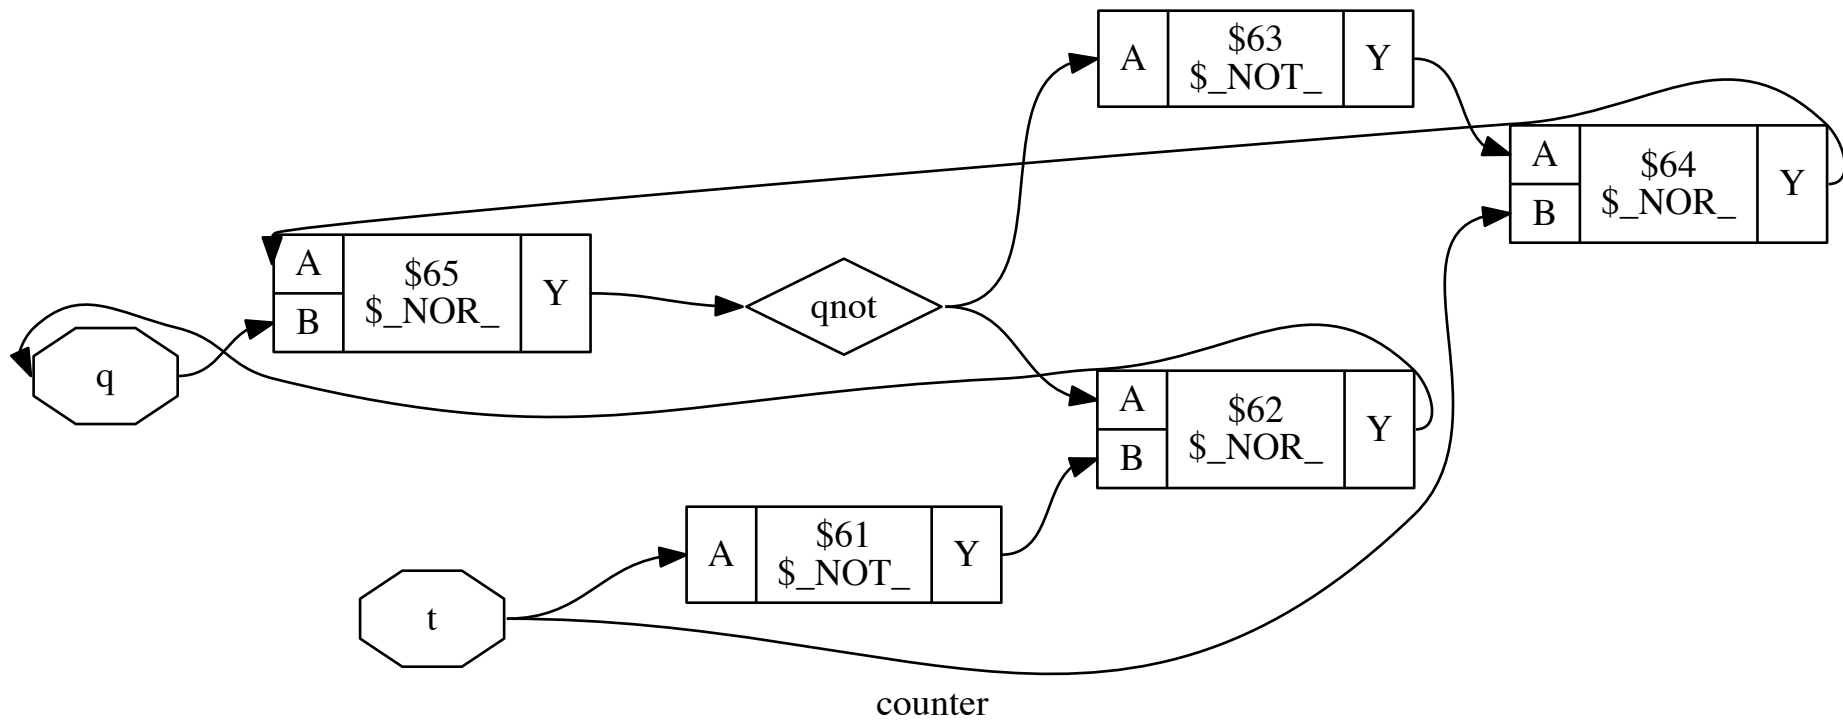 A
$63
$_NOT_
Y
A
B
$64
$_NOR_
Y
A
B
$65
$_NOR_
Y
qnot
q
A
B
$62
$_NOR_
Y
A
$61
$_NOT_
Y
t
counter